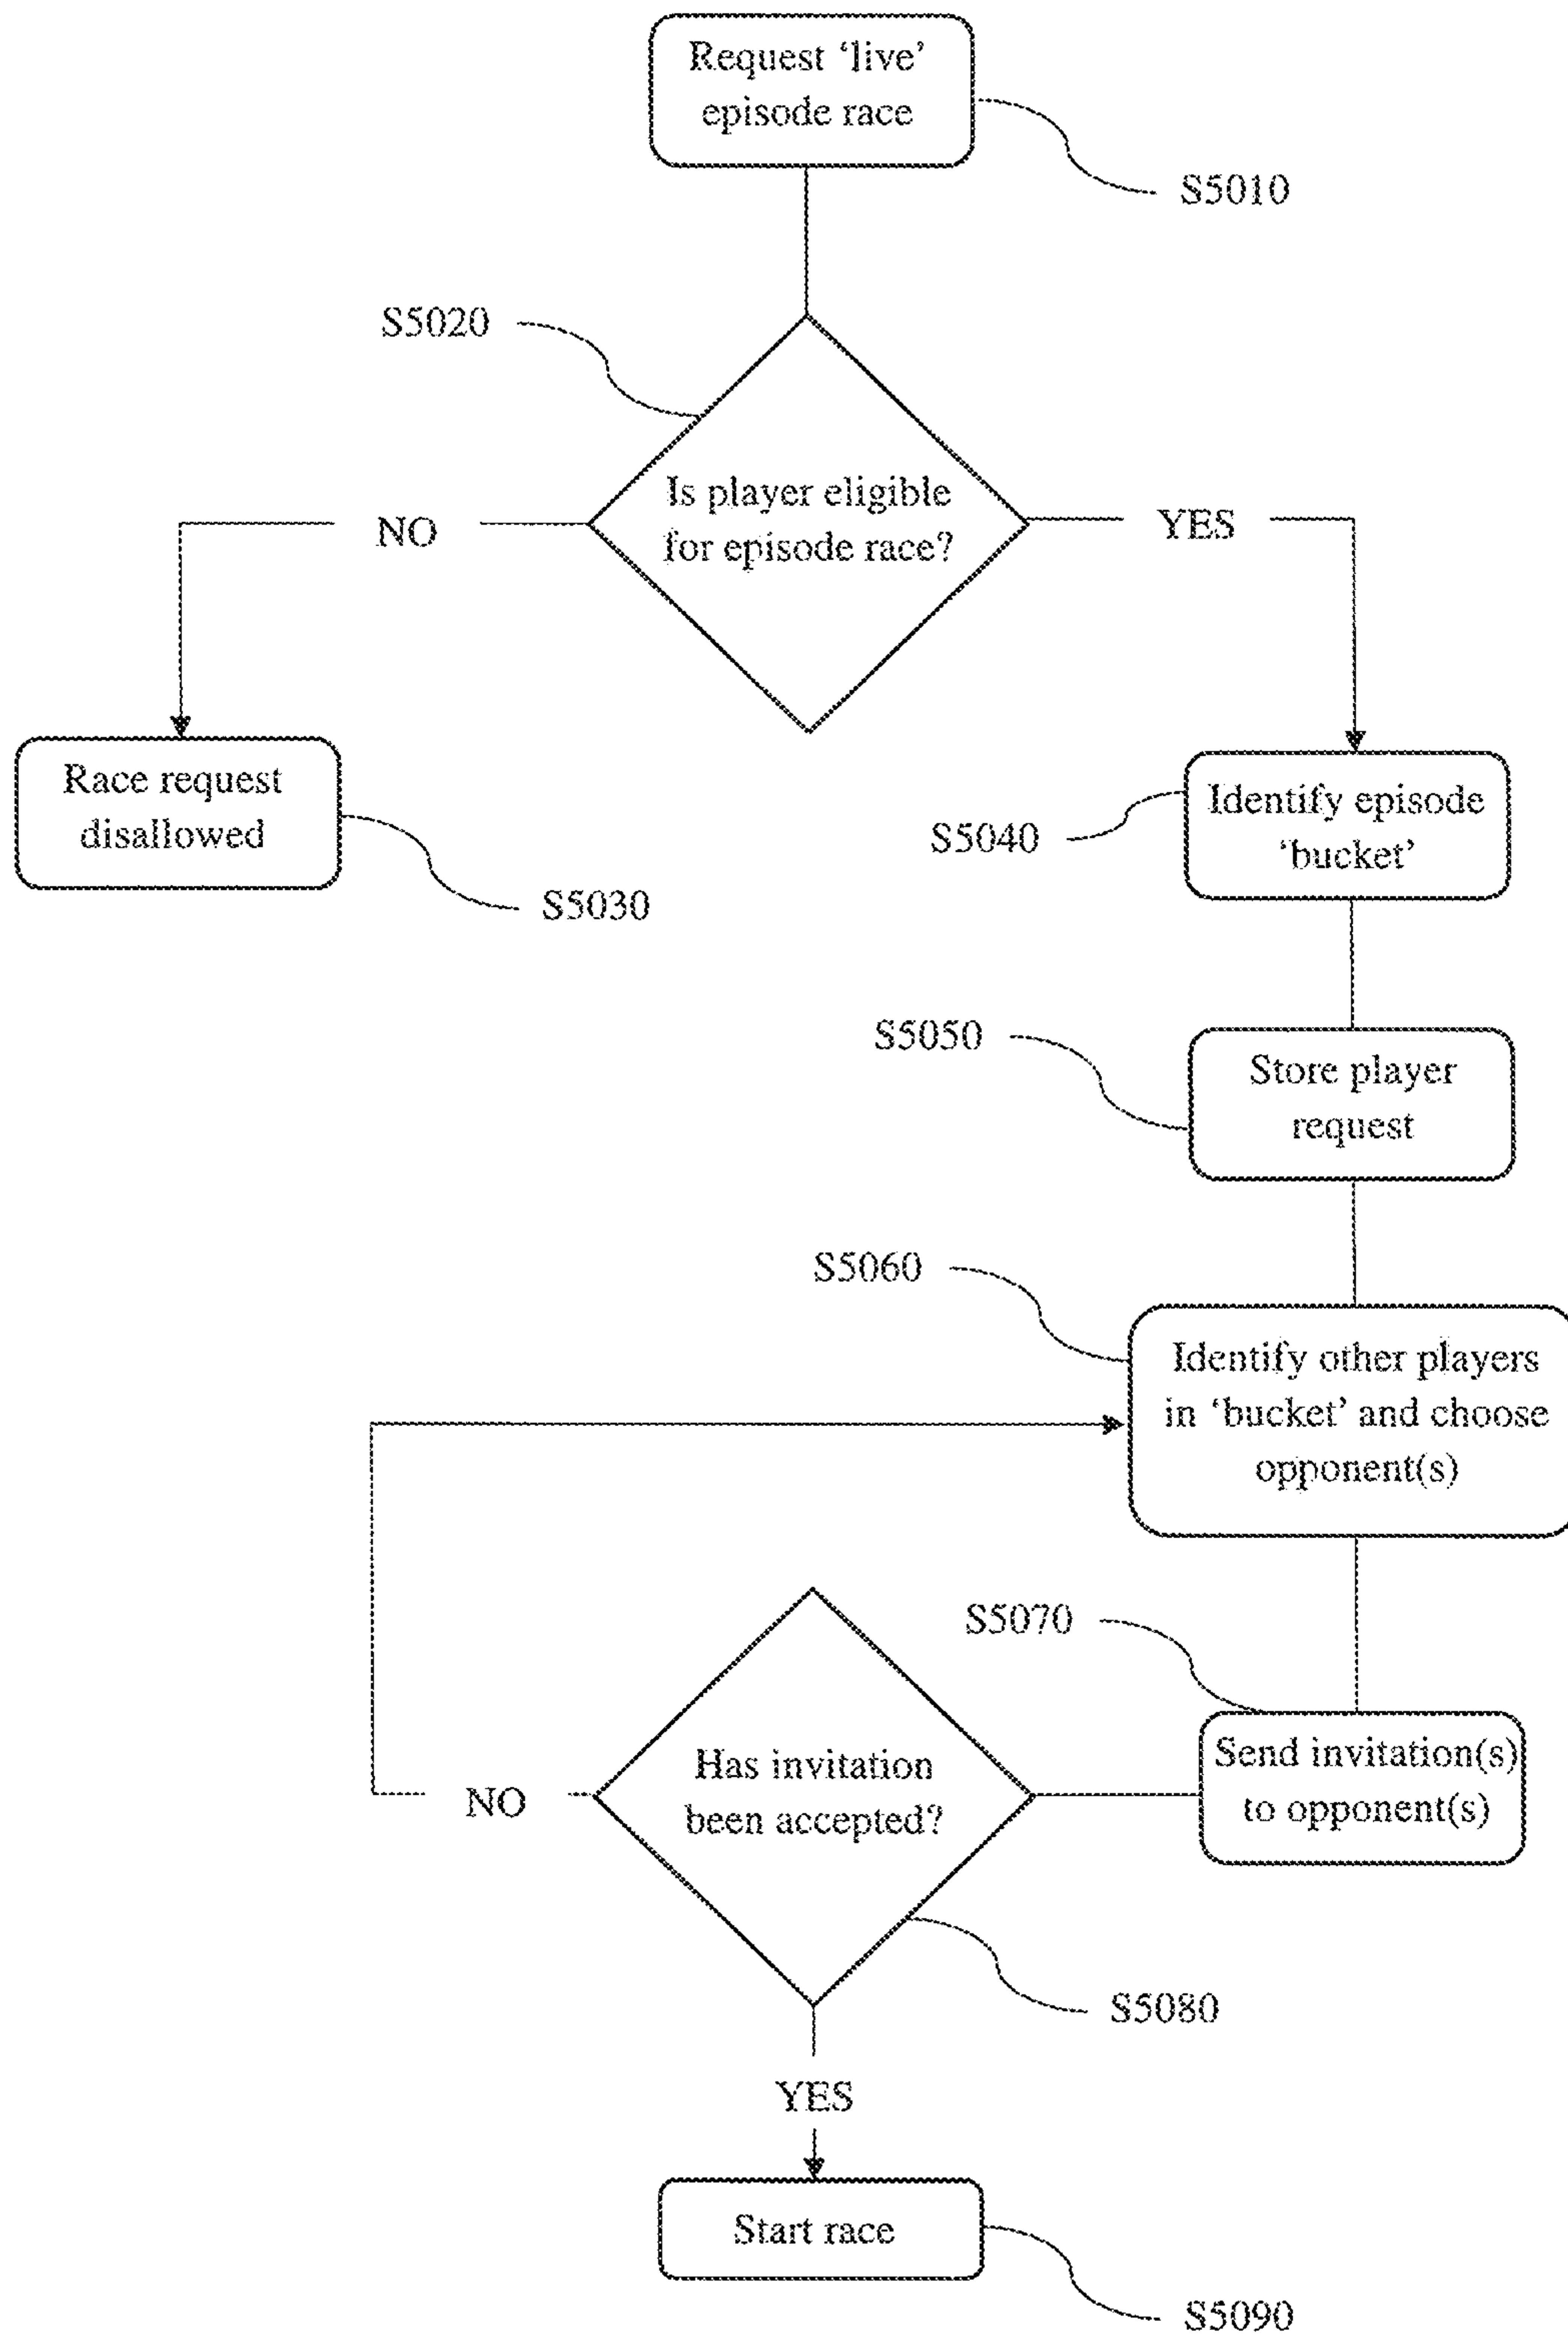 Request ‘live’
episode race
S5010
S5020
Is player eligible
for episode race?
NO
YES
Race request
disallowed
S5030
Identify episode
‘bucket’
S5040
S5050
Store player
request
S5060
Identify other players
in ‘bucket’ and choose
opponent(s)
S5070
Send invitation(s)
to opponent(s)
Has invitation
been accepted?
NO
S5080
YES
Start race
S5090